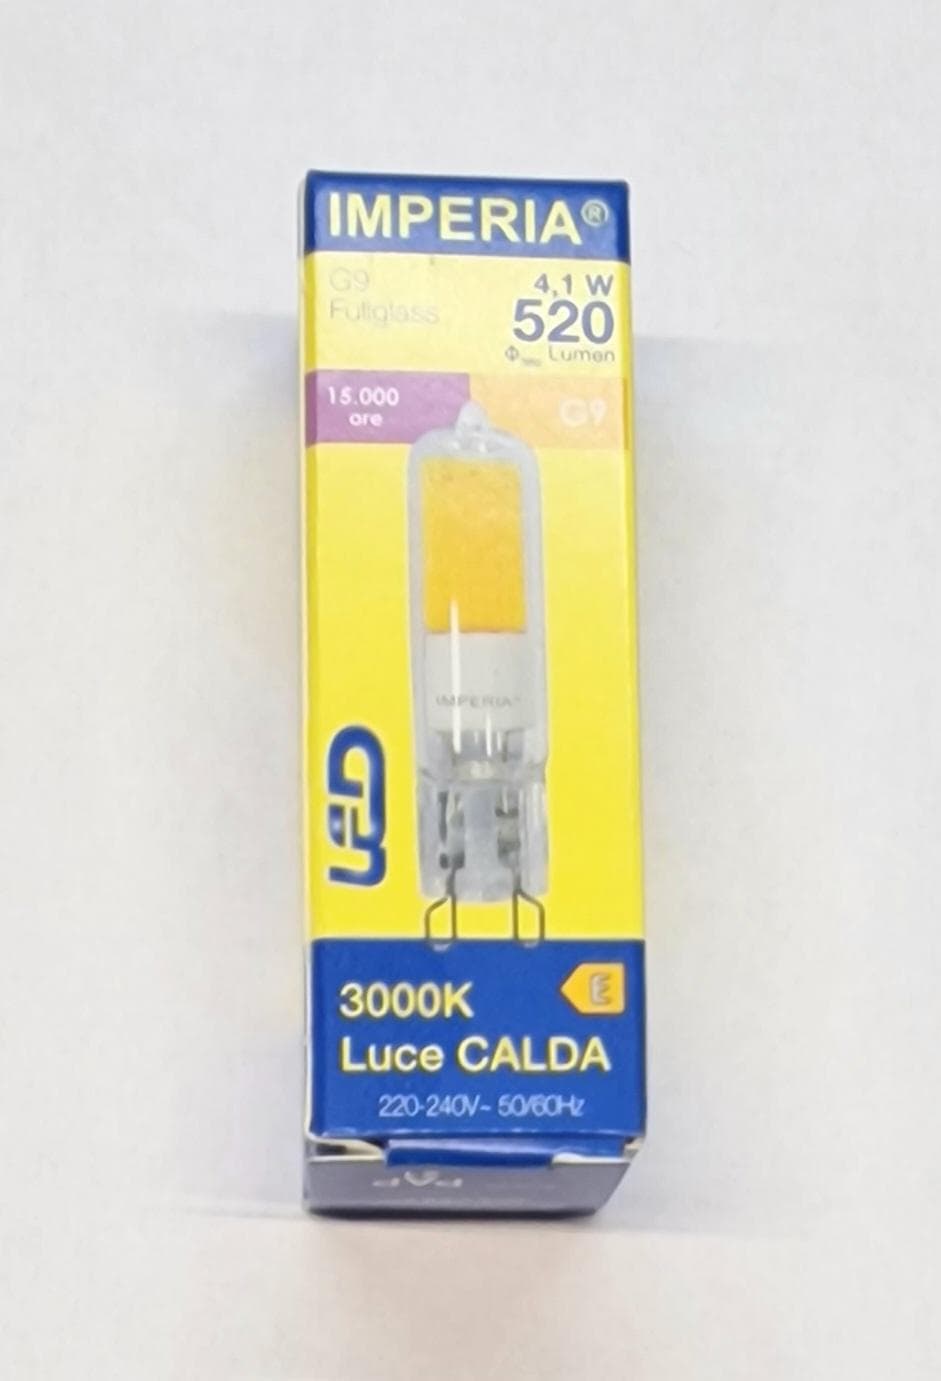 IMPERIA®
G9
Fullglass
4,1 W
520
Lumen
15.000
ore
G9
IMPERIA®
LED
3000K
E
Luce CALDA
220-240V~ 50/60Hz